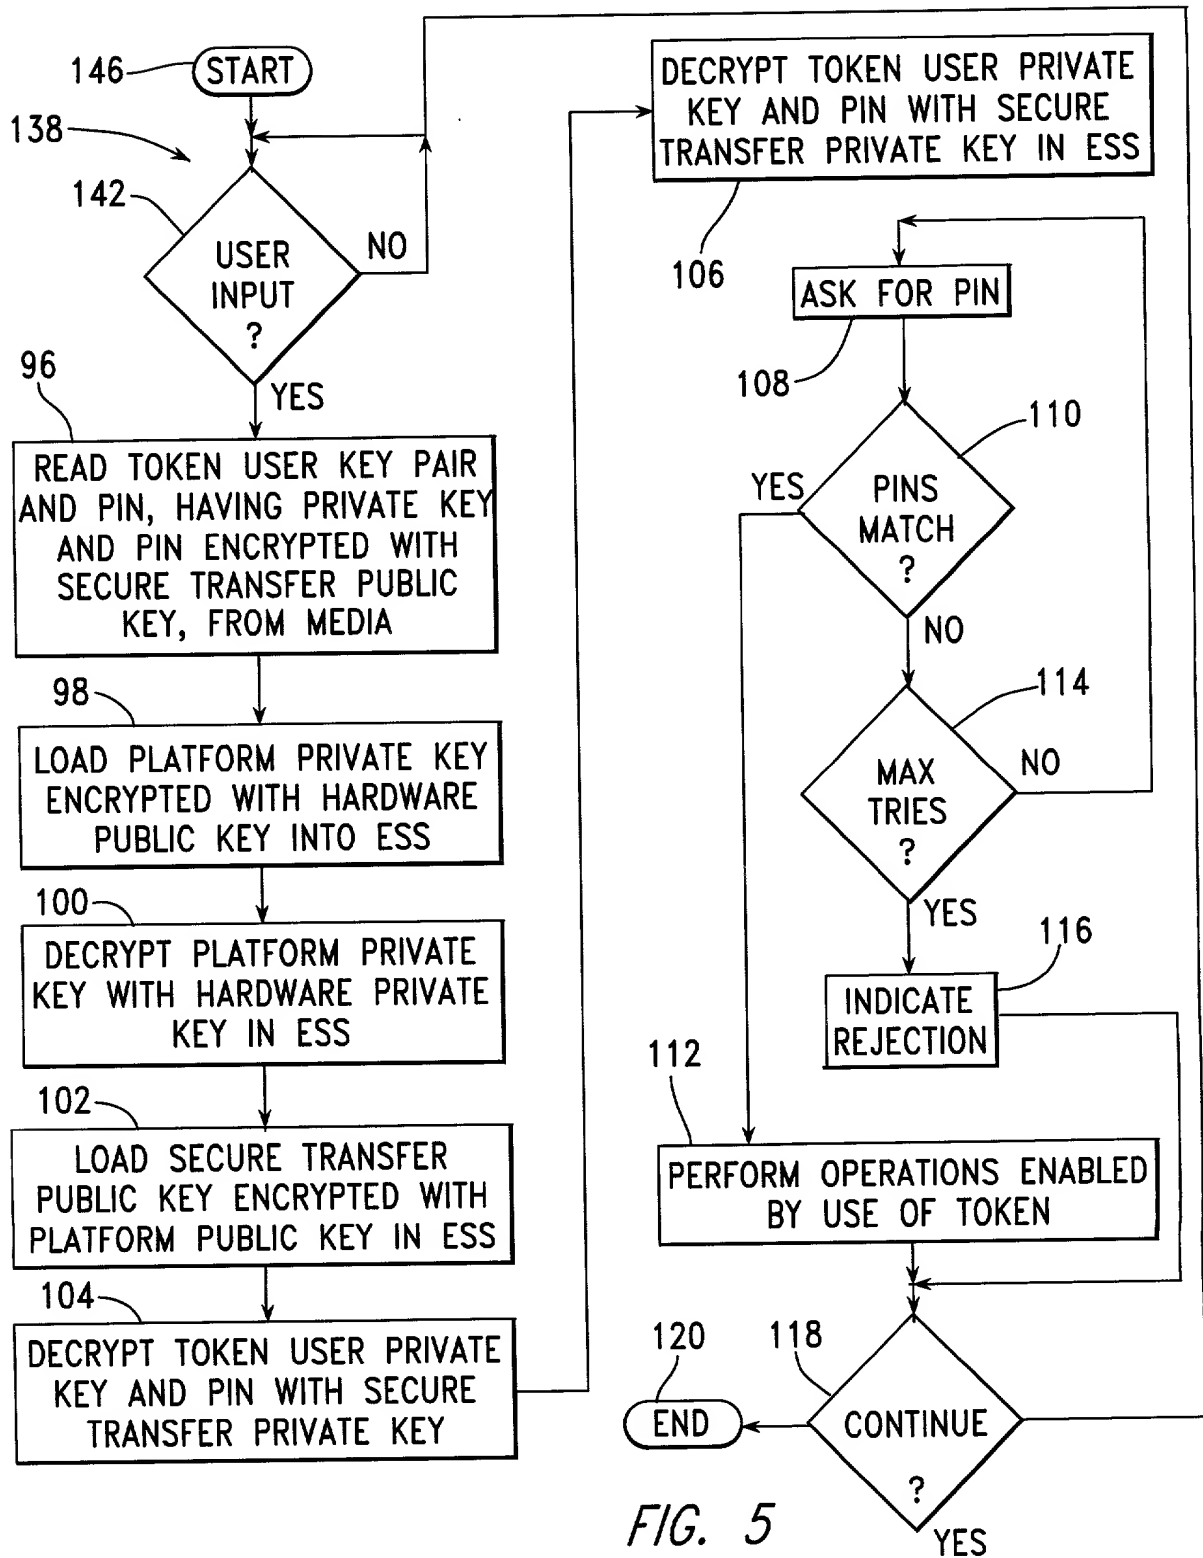 146
START
138
142
USER
INPUT
?
NO
YES
96
READ TOKEN USER KEY PAIR
AND PIN, HAVING PRIVATE KEY
AND PIN ENCRYPTED WITH
SECURE TRANSFER PUBLIC
KEY, FROM MEDIA
98
LOAD PLATFORM PRIVATE KEY
ENCRYPTED WITH HARDWARE
PUBLIC KEY INTO ESS
100
DECRYPT PLATFORM PRIVATE
KEY WITH HARDWARE PRIVATE
KEY IN ESS
102
LOAD SECURE TRANSFER
PUBLIC KEY ENCRYPTED WITH
PLATFORM PUBLIC KEY IN ESS
104
DECRYPT TOKEN USER PRIVATE
KEY AND PIN WITH SECURE
TRANSFER PRIVATE KEY
DECRYPT TOKEN USER PRIVATE
KEY AND PIN WITH SECURE
TRANSFER PRIVATE KEY IN ESS
106
ASK FOR PIN
108
110
PINS
MATCH
?
YES
NO
114
MAX
TRIES
?
NO
YES
116
INDICATE
REJECTION
112
PERFORM OPERATIONS ENABLED
BY USE OF TOKEN
120
END
118
CONTINUE
?
YES
FIG. 5